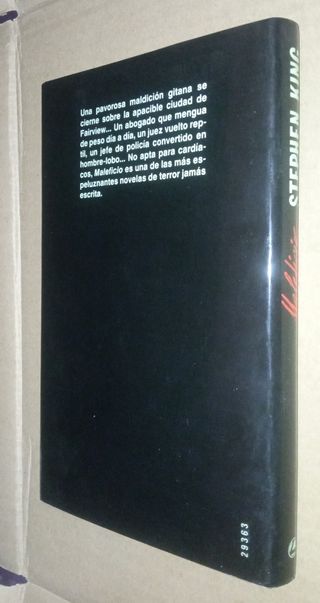 Una pavorosa maldición gitana se
cierne sobre la apacible ciudad de
Fairview... Un abogado que mengua
de peso día a día, un juez vuelto rep-
til, un jefe de policía convertido en
hombre-lobo... No apta para cardía-
cos, Maleficio es una de las más es-
peluznantes novelas de terror jamás
escrita.
STEPHEN KING
Maleficio
29363